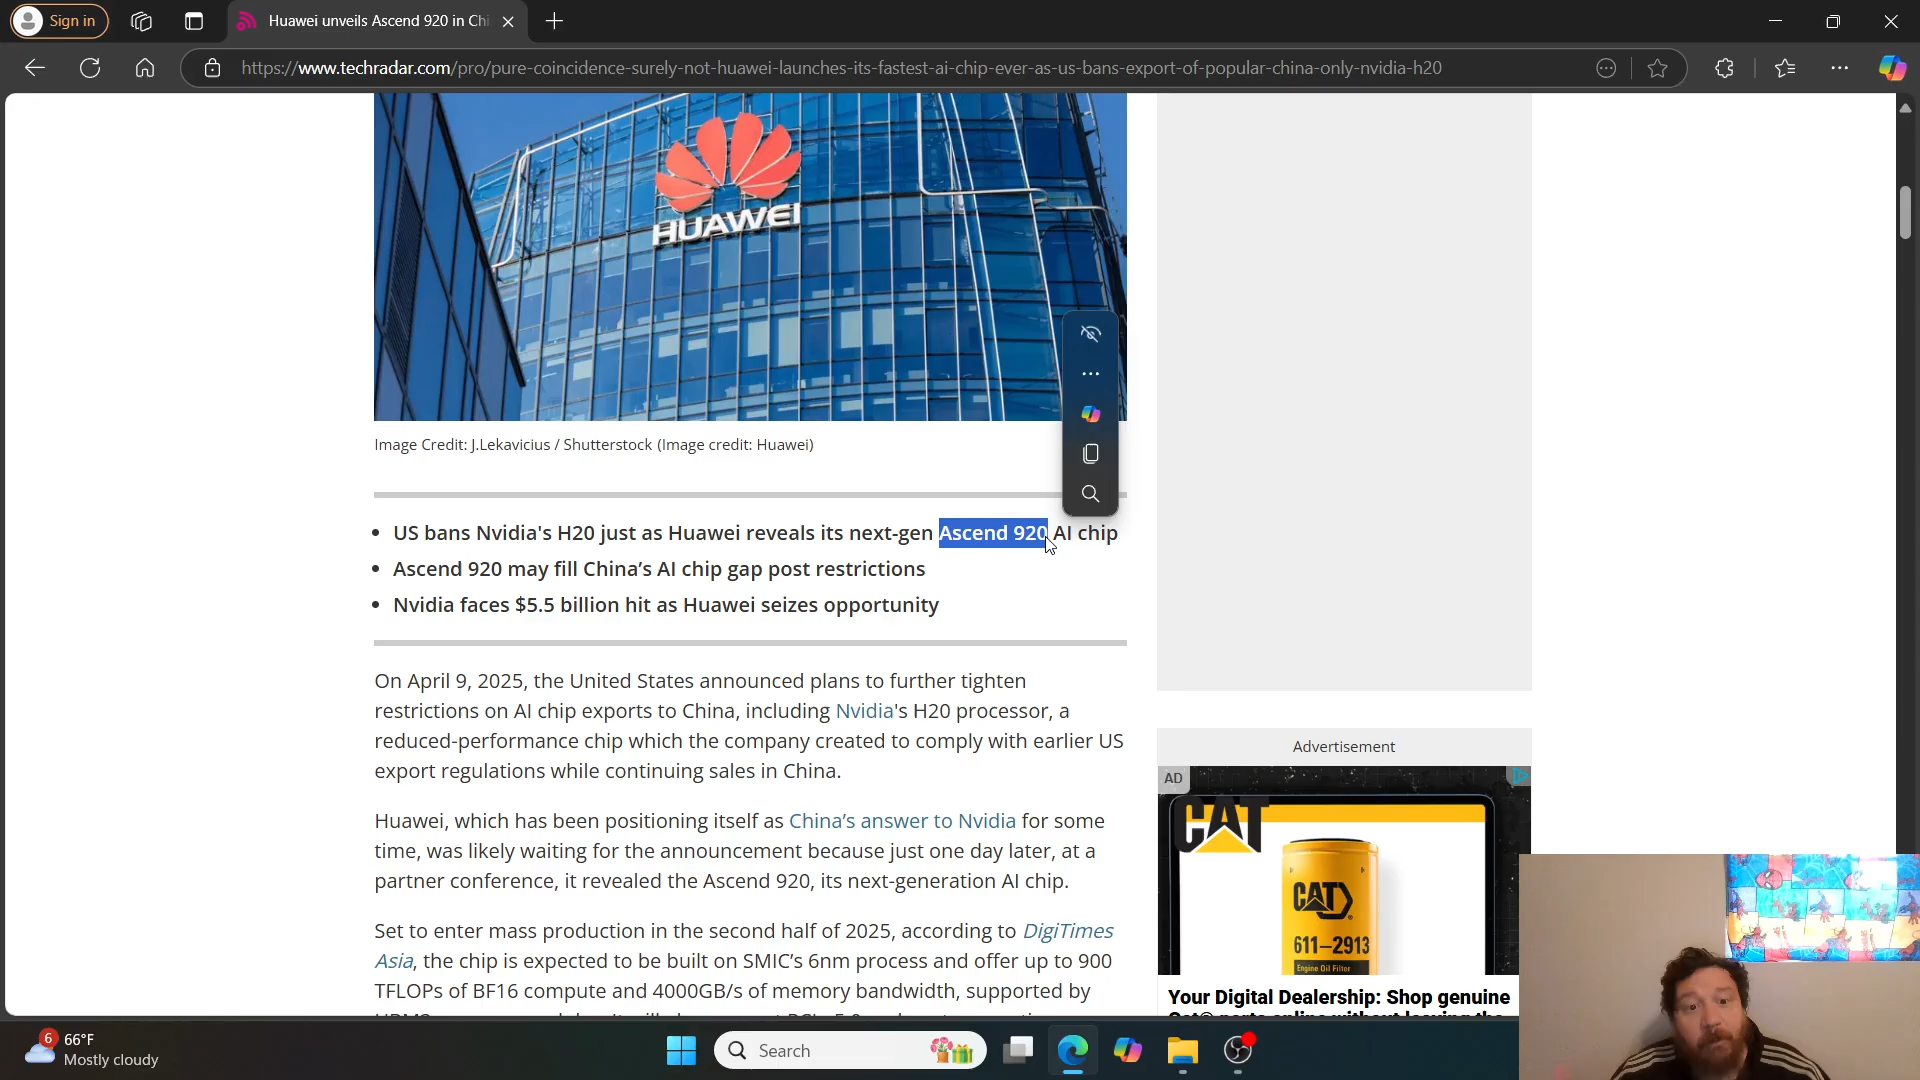 Sign in
Huawei unveils Ascend 920 in Chi
https://www.techradar.com/pro/pure-coincidence-surely-not-huawei-launches-its-fastest-ai-chip-ever-as-us-bans-export-of-popular-china-only-nvidia-h20
HUAWEI
Image Credit: J.Lekavicius / Shutterstock (Image credit: Huawei)
• US bans Nvidia's H20 just as Huawei reveals its next-gen Ascend 920 AI chip
• Ascend 920 may fill China’s AI chip gap post restrictions
• Nvidia faces $5.5 billion hit as Huawei seizes opportunity
On April 9, 2025, the United States announced plans to further tighten
restrictions on AI chip exports to China, including Nvidia's H20 processor, a
reduced-performance chip which the company created to comply with earlier US
export regulations while continuing sales in China.
Huawei, which has been positioning itself as China’s answer to Nvidia for some
time, was likely waiting for the announcement because just one day later, at a
partner conference, it revealed the Ascend 920, its next-generation AI chip.
Set to enter mass production in the second half of 2025, according to DigiTimes
Asia, the chip is expected to be built on SMIC’s 6nm process and offer up to 900
TFLOPs of BF16 compute and 4000GB/s of memory bandwidth, supported by
Advertisement
AD
CAT
CAT
611-2913
Engine Oil Filter
Your Digital Dealership: Shop genuine
6
66°F
Mostly cloudy
Search